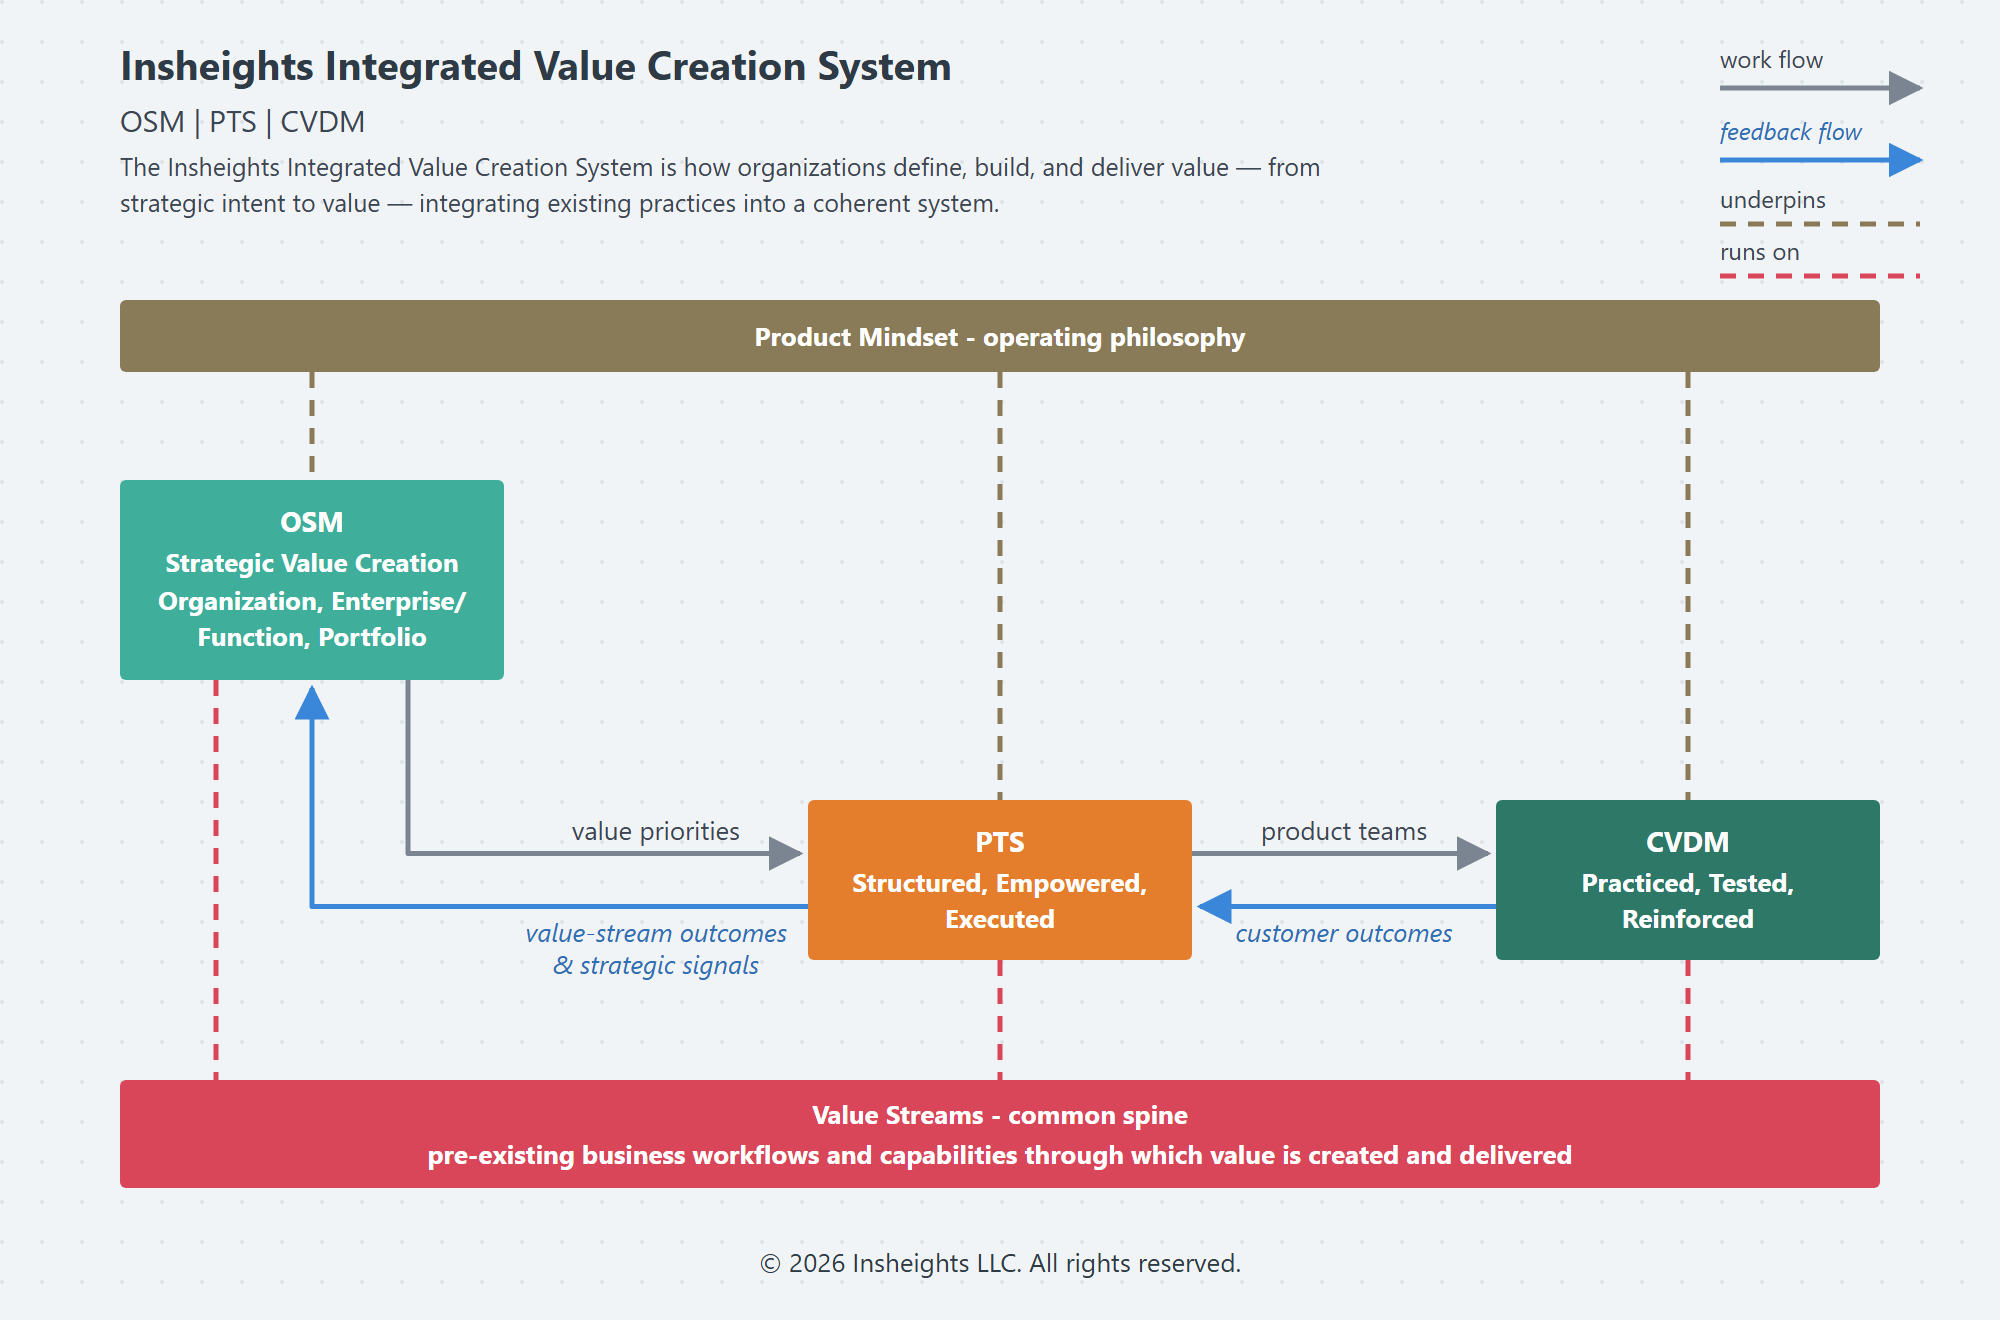 Insheights Integrated Value Creation System
OSM | PTS | CVDM
The Insheights Integrated Value Creation System is how organizations define, build, and deliver value — from
strategic intent to value — integrating existing practices into a coherent system.
work flow
feedback flow
underpins
runs on
Product Mindset - operating philosophy
OSM
Strategic Value Creation
Organization, Enterprise/
Function, Portfolio
value priorities
value-stream outcomes
& strategic signals
PTS
Structured, Empowered,
Executed
product teams
customer outcomes
CVDM
Practiced, Tested,
Reinforced
Value Streams - common spine
pre-existing business workflows and capabilities through which value is created and delivered
© 2026 Insheights LLC. All rights reserved.